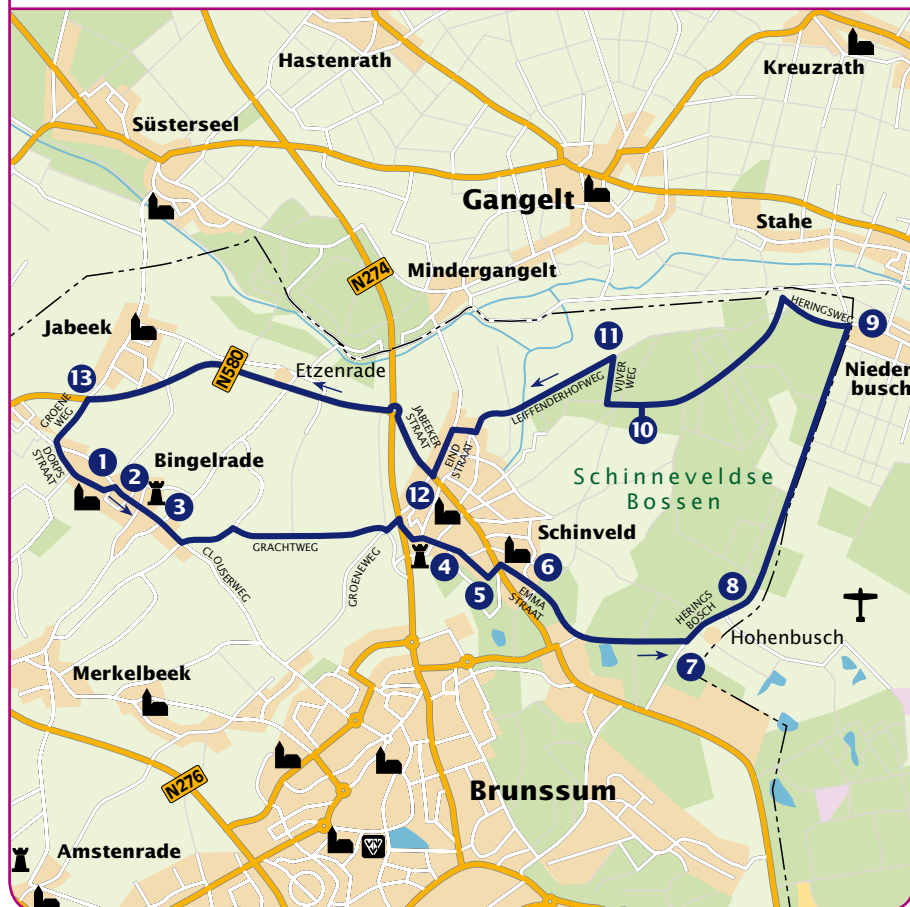 Hastenrath
Kreuzrath
Süsterseel
Gangelt
Stahe
N274
Mindergangelt
HERINGSWEG
9
Jabeek
11
Nieder
busch
13
N580
Etzenrade
VIJVER
WEG
LEIFFENDERHOFWEG
GROENE
WEG
JABEEKER
STRAAT
EIND
STRAAT
10
DORPS
STRAAT
1
2
Bingelrade
3
12
Schinneveldse
Bossen
Schinveld
GRACHTWEG
CLOUSERWEG
GROENEWEG
4
5
6
EMMA
STRAAT
HERINGS
BOSCH
8
Hohenbusch
7
Merkelbeek
N276
Brunssum
Amstenrade